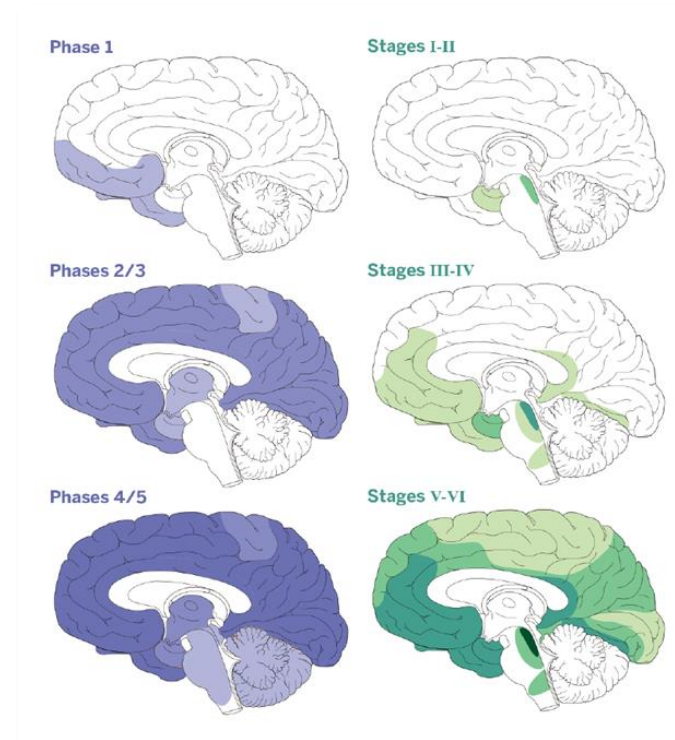 Phase 1
Stages I-II
Phases 2/3
Stages III-IV
Phases 4/5
Stages V-VI